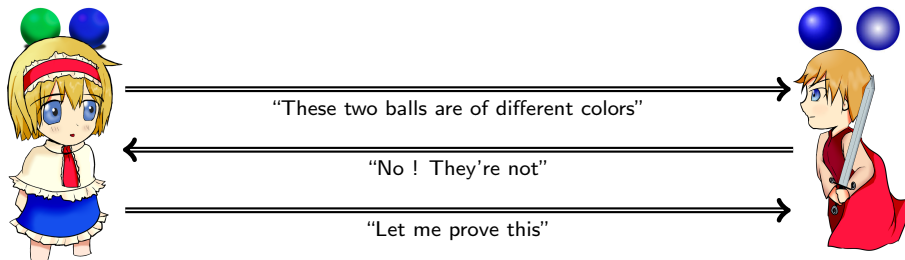 “These two balls are of different colors”
“No ! They're not”
“Let me prove this”